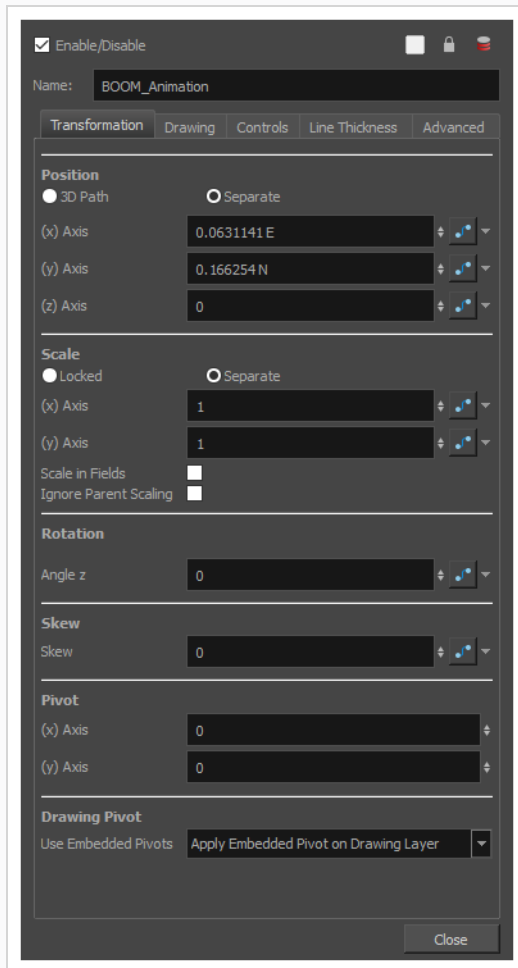 Enable/Disable
Name: BOOM_Animation
Transformation Drawing Controls Line Thickness Advanced
Position
3D Path Separate
(x) Axis 0.0631141 E
(y) Axis 0.166254 N
(z) Axis 0
Scale
Locked Separate
(x) Axis 1
(y) Axis 1
Scale in Fields
Ignore Parent Scaling
Rotation
Angle z 0
Skew
Skew 0
Pivot
(x) Axis 0
(y) Axis 0
Drawing Pivot
Use Embedded Pivots Apply Embedded Pivot on Drawing Layer
Close